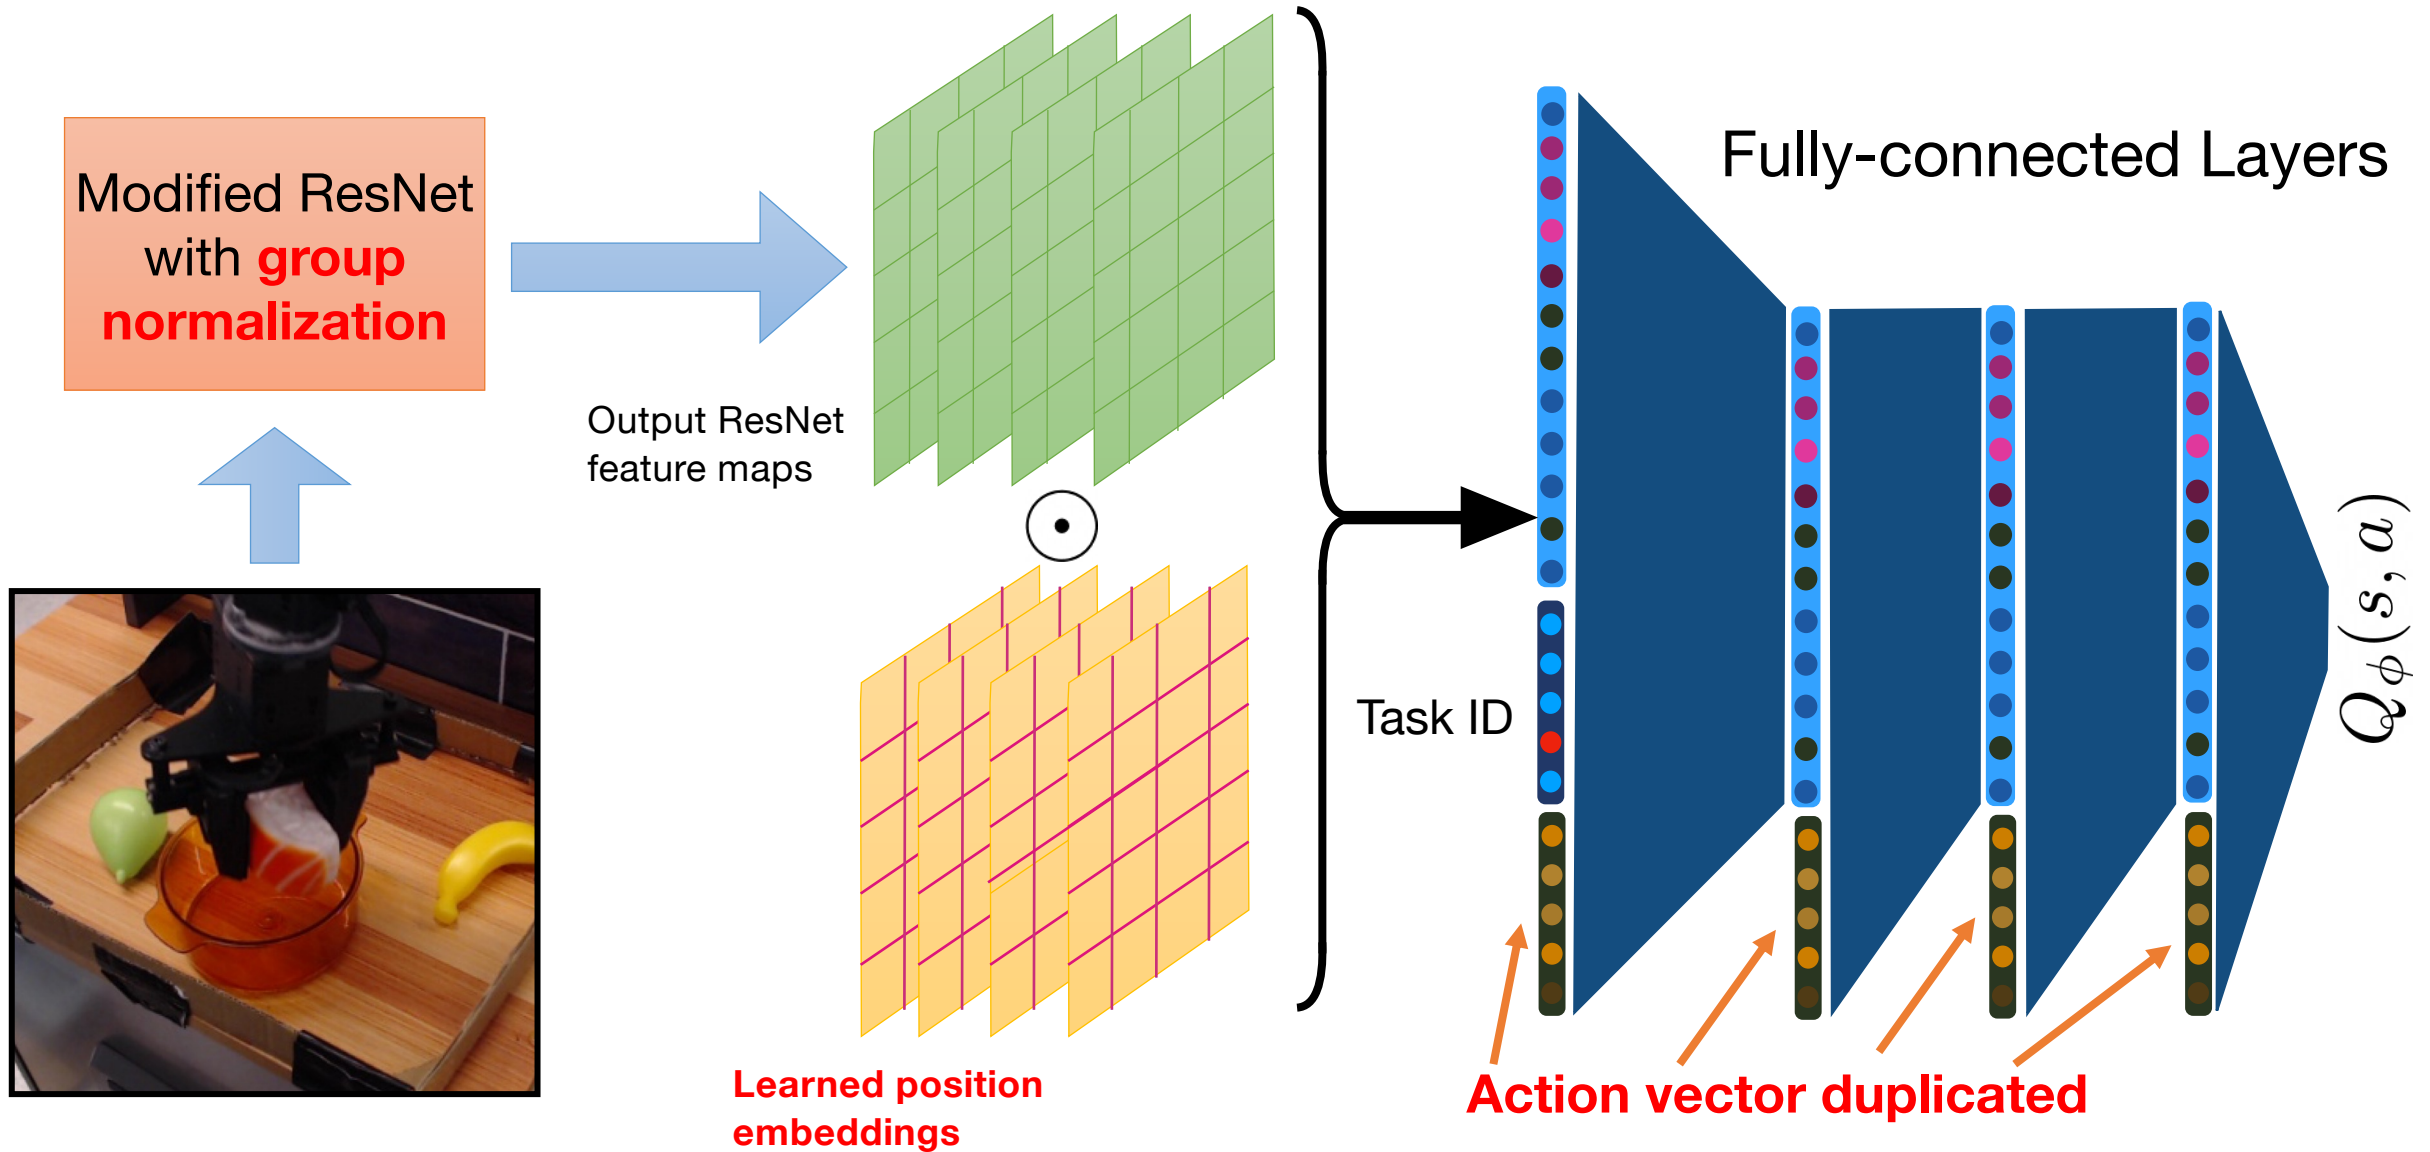 Modified ResNet
with group
normalization
Output ResNet
feature maps
Learned position
embeddings
Task ID
Fully-connected Layers
Action vector duplicated
Q_ϕ(s, a)